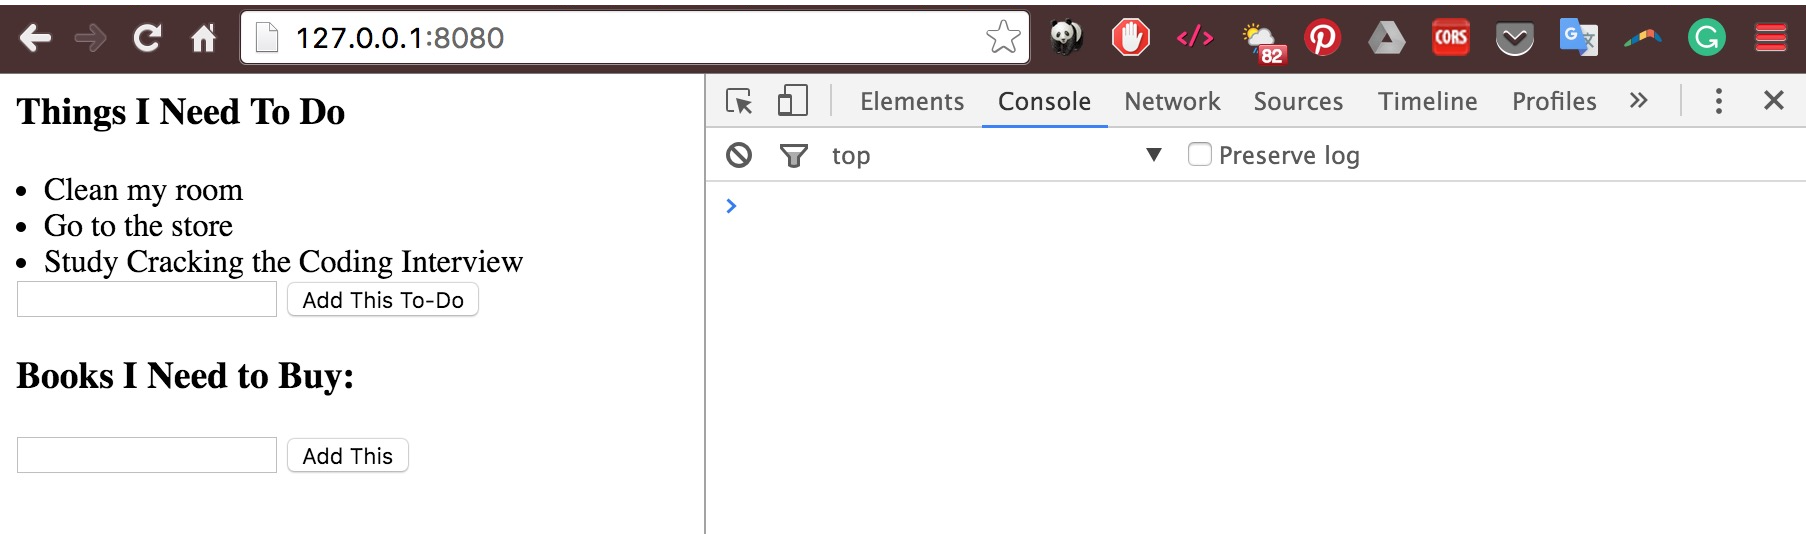 127.0.0.1:8080
82
CORS
G 文
G
Things I Need To Do
Clean my room
Go to the store
Study Cracking the Coding Interview
Add This To-Do
Books I Need to Buy:
Add This
Elements Console Network Sources Timeline Profiles »
top ▼ Preserve log
>